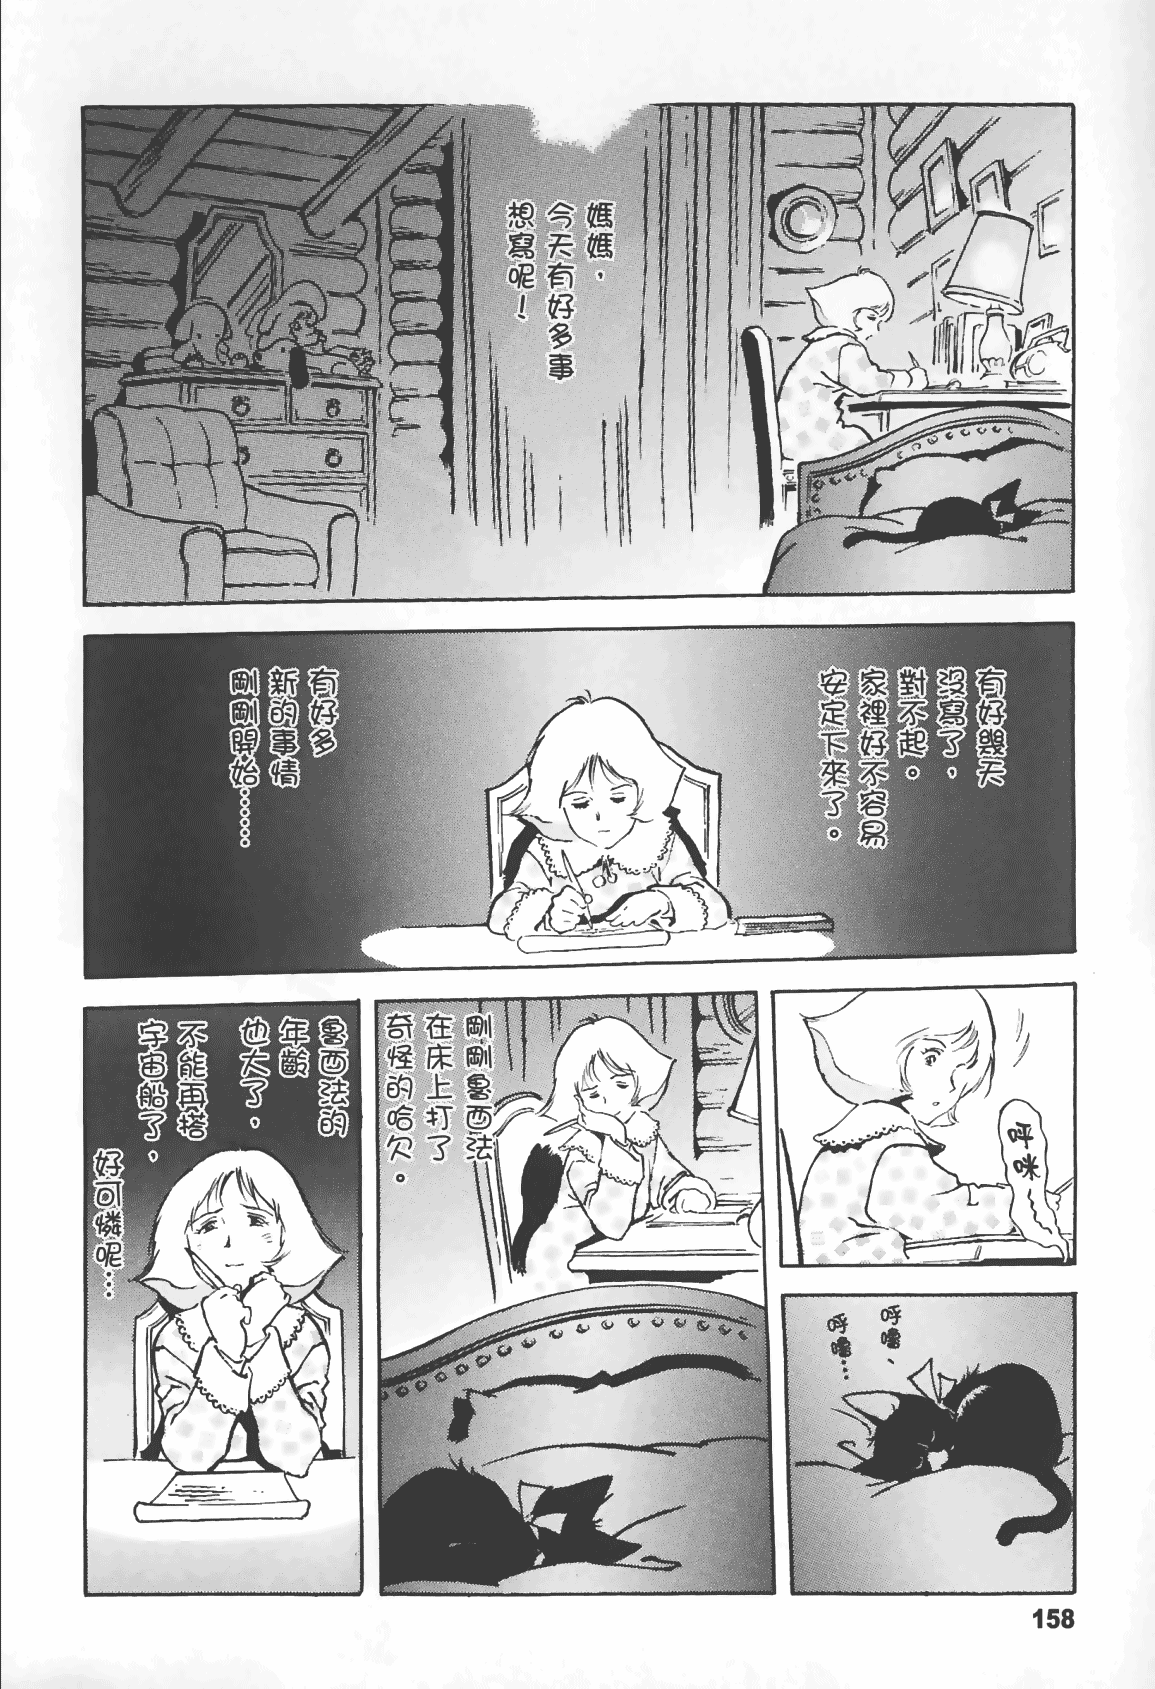 媽媽，
今天有好多事
想寫呢！
有好幾天
沒寫了，
對不起。
家裡好不容易
安定下來了。
有好多
新的事情
剛剛開始……
呼咪～
呼嚕、
呼嚕…
剛剛魯西法
在床上打了
奇怪的哈欠。
魯西法的
年齡
也大了，
不能再搭
宇宙船了，
好可憐呢…
158